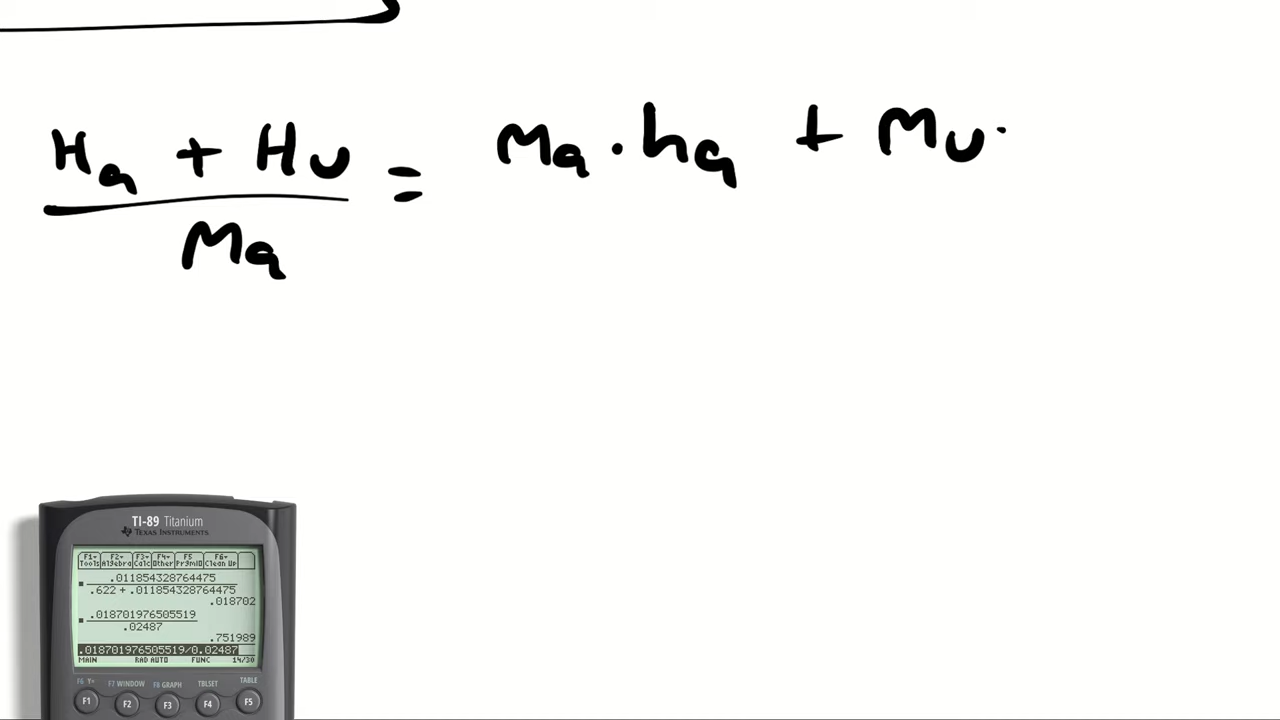 Ha + Hv = Ma · ha + Mv ·
Ma
TI-89 Titanium
TEXAS INSTRUMENTS
F1 Tools F2 Algebra F3 Calc F4 Other F5 PrgmIO F6 Clean Up
.011854328764475
.622 + .011854328764475
.018702
.018701976505519
.02487
.751989
.018701976505519/0.02487
MAIN RAD AUTO FUNC 14/30
F6 Y= F7 WINDOW F8 GRAPH TBLSET TABLE
F1 F2 F3 F4 F5